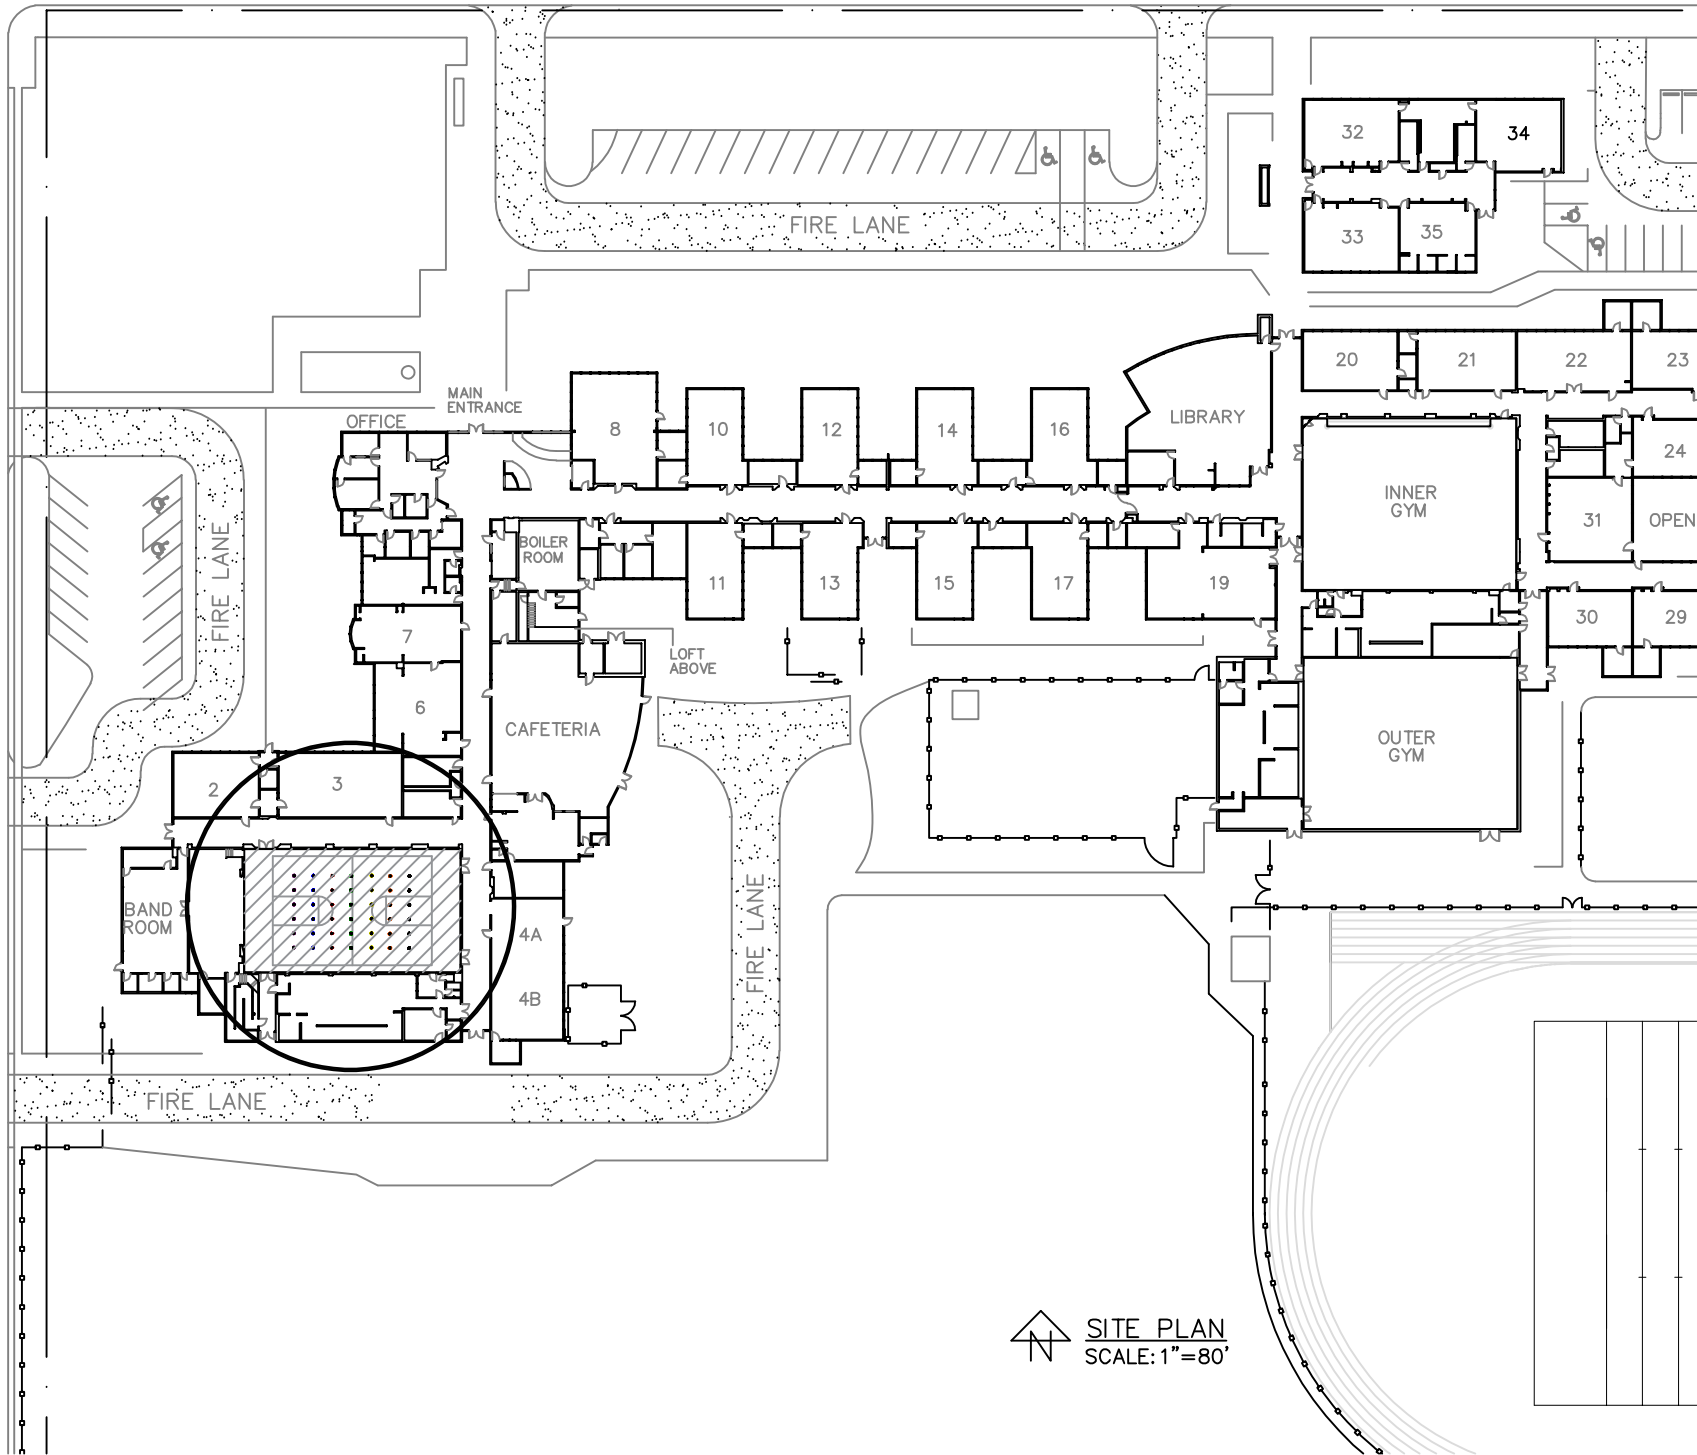 FIRE LANE
32
34
33
35
20
21
22
23
MAIN
ENTRANCE
OFFICE
8
10
12
14
16
LIBRARY
24
INNER
GYM
31
OPEN
FIRE LANE
BOILER
ROOM
11
13
15
17
19
7
30
29
LOFT
ABOVE
6
CAFETERIA
OUTER
GYM
2
3
BAND
ROOM
4A
4B
FIRE LANE
FIRE LANE
N
SITE PLAN
SCALE: 1"=80'